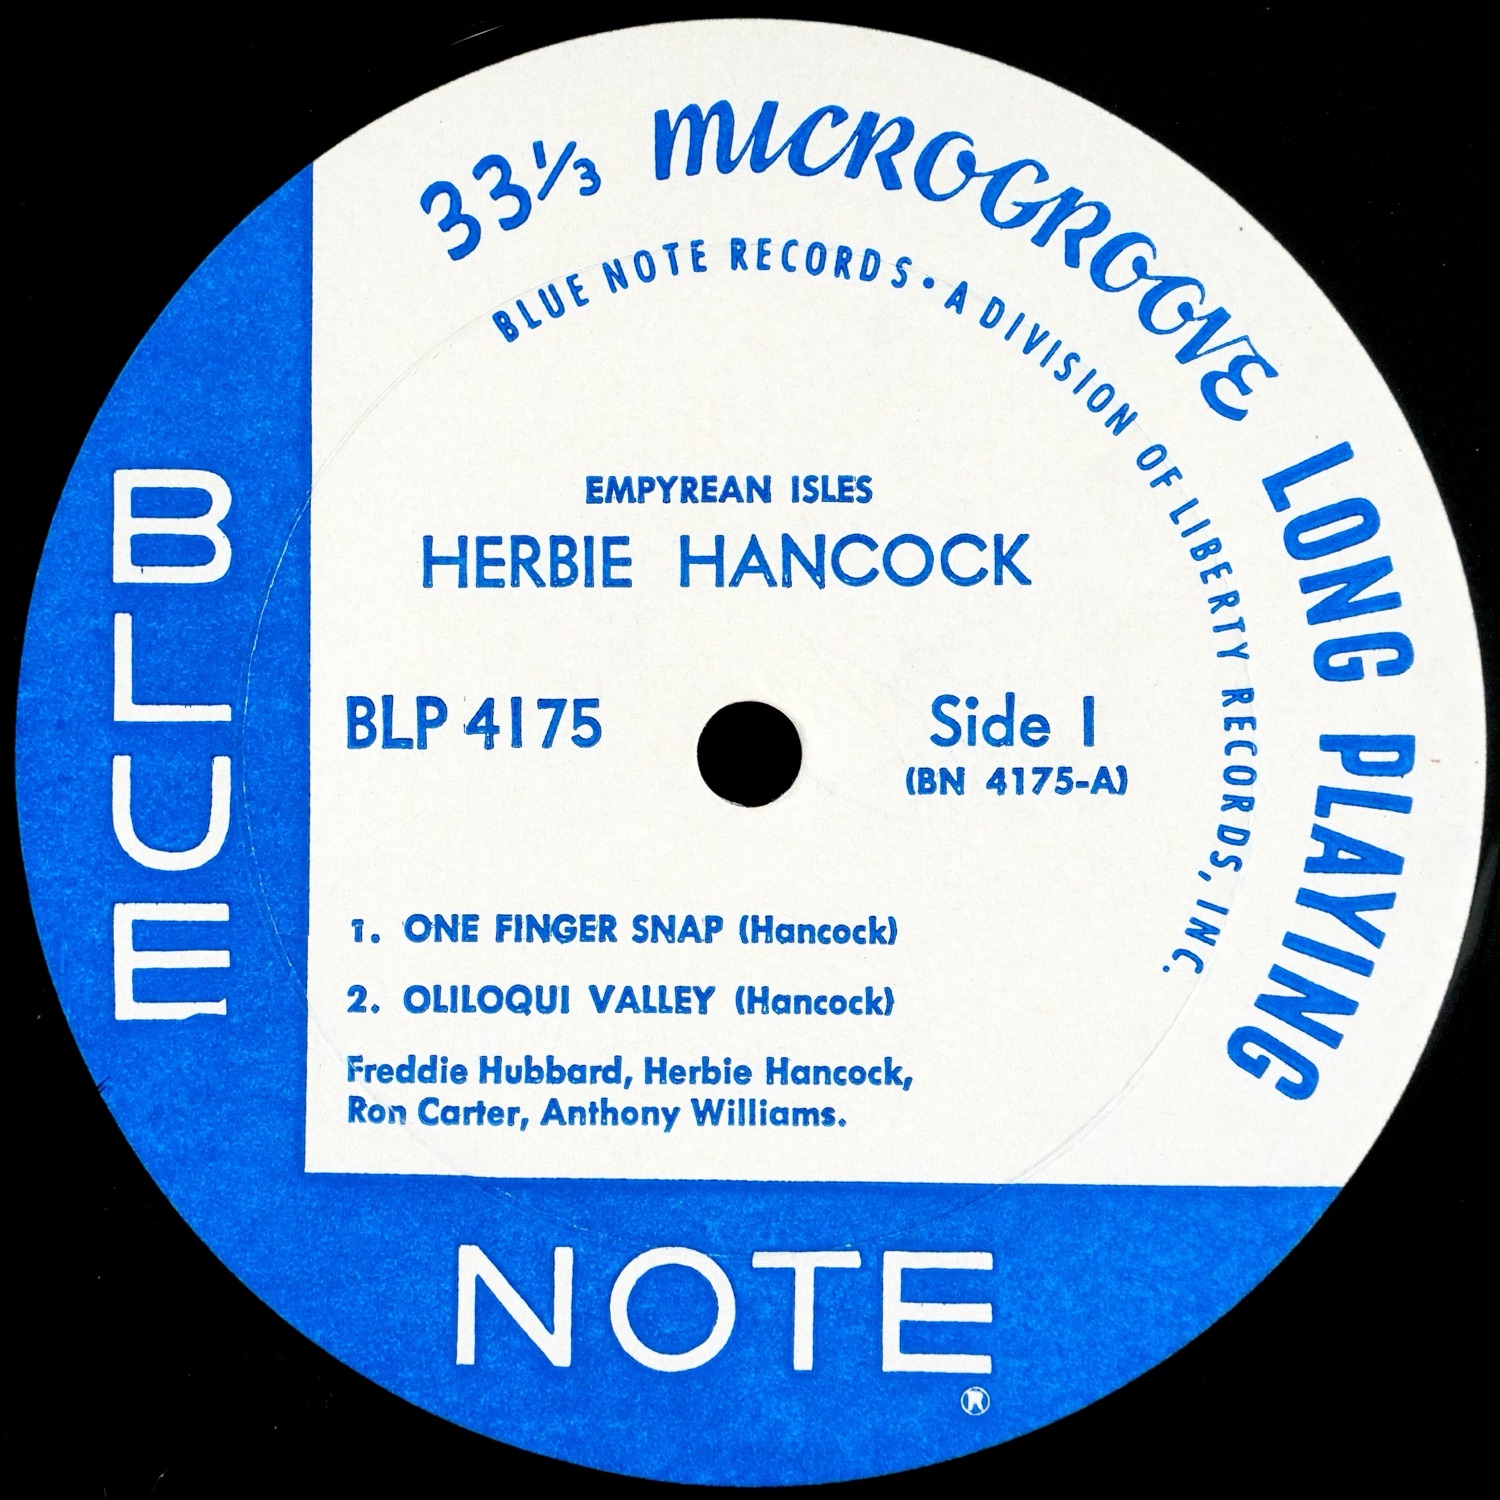 33⅓ MICROGROOVE LONG PLAYING
BLUE NOTE RECORDS · A DIVISION OF LIBERTY RECORDS, INC.
EMPYREAN ISLES
HERBIE HANCOCK
BLP 4175
Side 1
(BN 4175-A)
1. ONE FINGER SNAP (Hancock)
2. OLILOQUI VALLEY (Hancock)
Freddie Hubbard, Herbie Hancock,
Ron Carter, Anthony Williams.
BLUE
NOTE
®